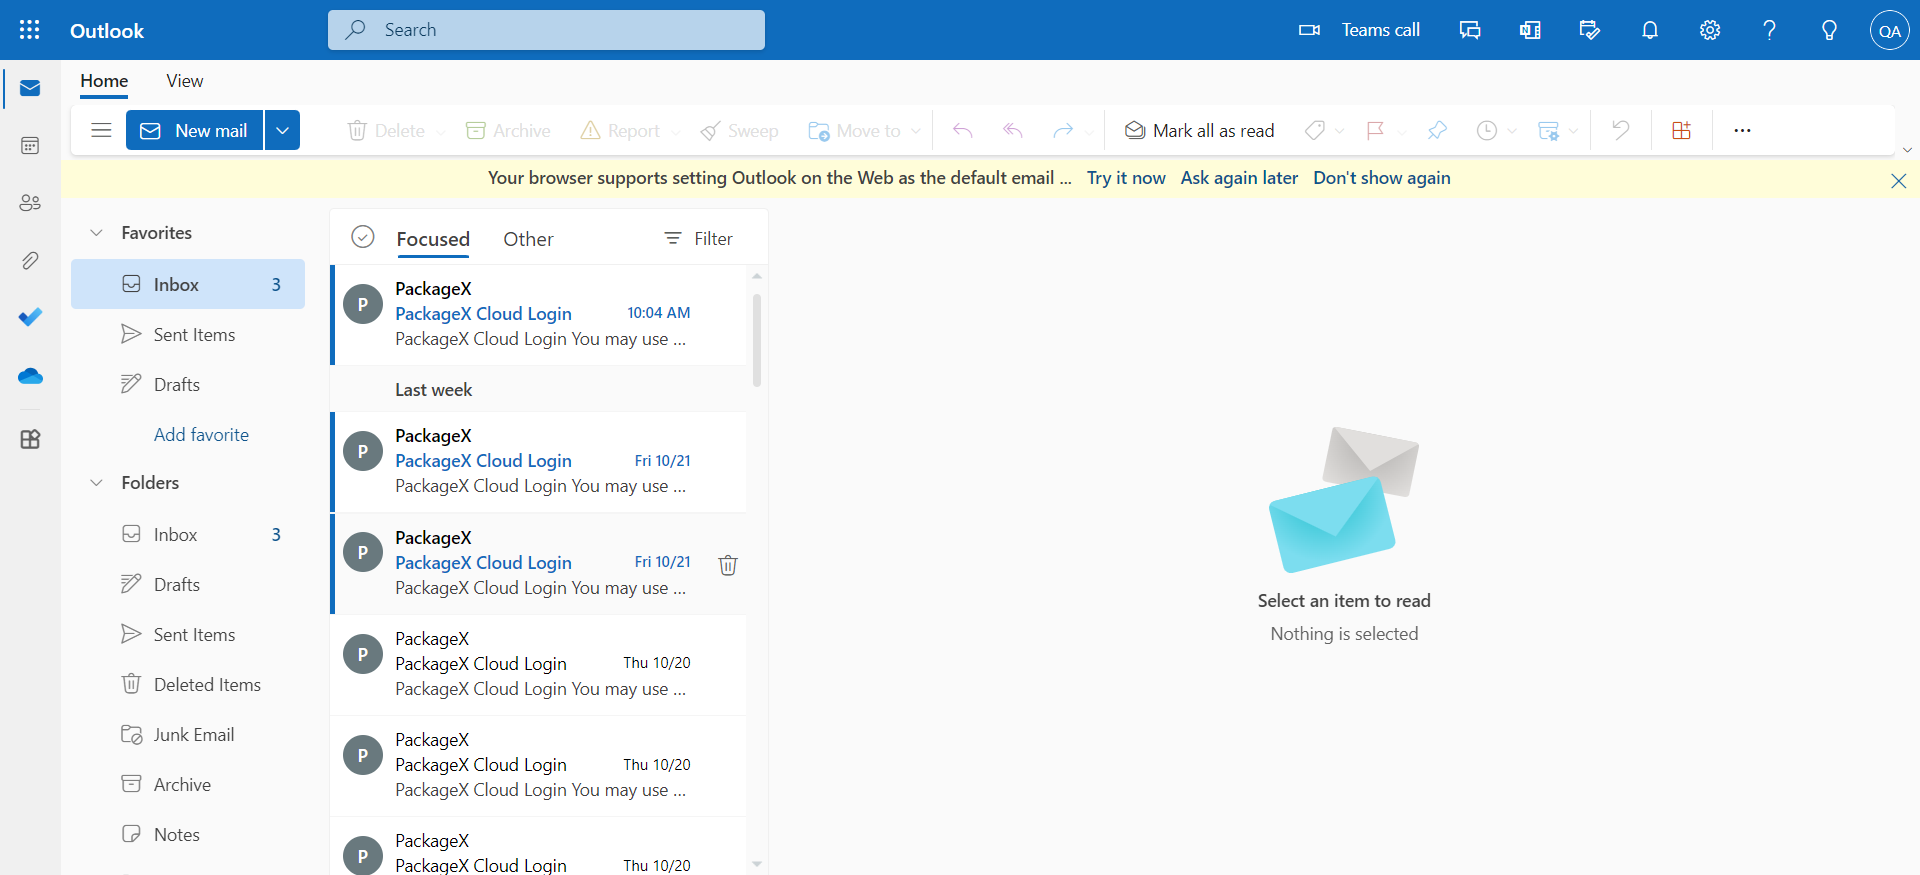 Outlook
Search
Teams call
QA
Home
View
New mail
Delete
Archive
Report
Sweep
Move to
Mark all as read
Your browser supports setting Outlook on the Web as the default email ... Try it now Ask again later Don't show again
Favorites
Inbox 3
Sent Items
Drafts
Add favorite
Folders
Inbox 3
Drafts
Sent Items
Deleted Items
Junk Email
Archive
Notes
Focused
Other
Filter
P
PackageX
PackageX Cloud Login 10:04 AM
PackageX Cloud Login You may use ...
Last week
P
PackageX
PackageX Cloud Login Fri 10/21
PackageX Cloud Login You may use ...
P
PackageX
PackageX Cloud Login Fri 10/21
PackageX Cloud Login You may use ...
P
PackageX
PackageX Cloud Login Thu 10/20
PackageX Cloud Login You may use ...
P
PackageX
PackageX Cloud Login Thu 10/20
PackageX Cloud Login You may use ...
P
PackageX
PackageX Cloud Login Thu 10/20
Select an item to read
Nothing is selected